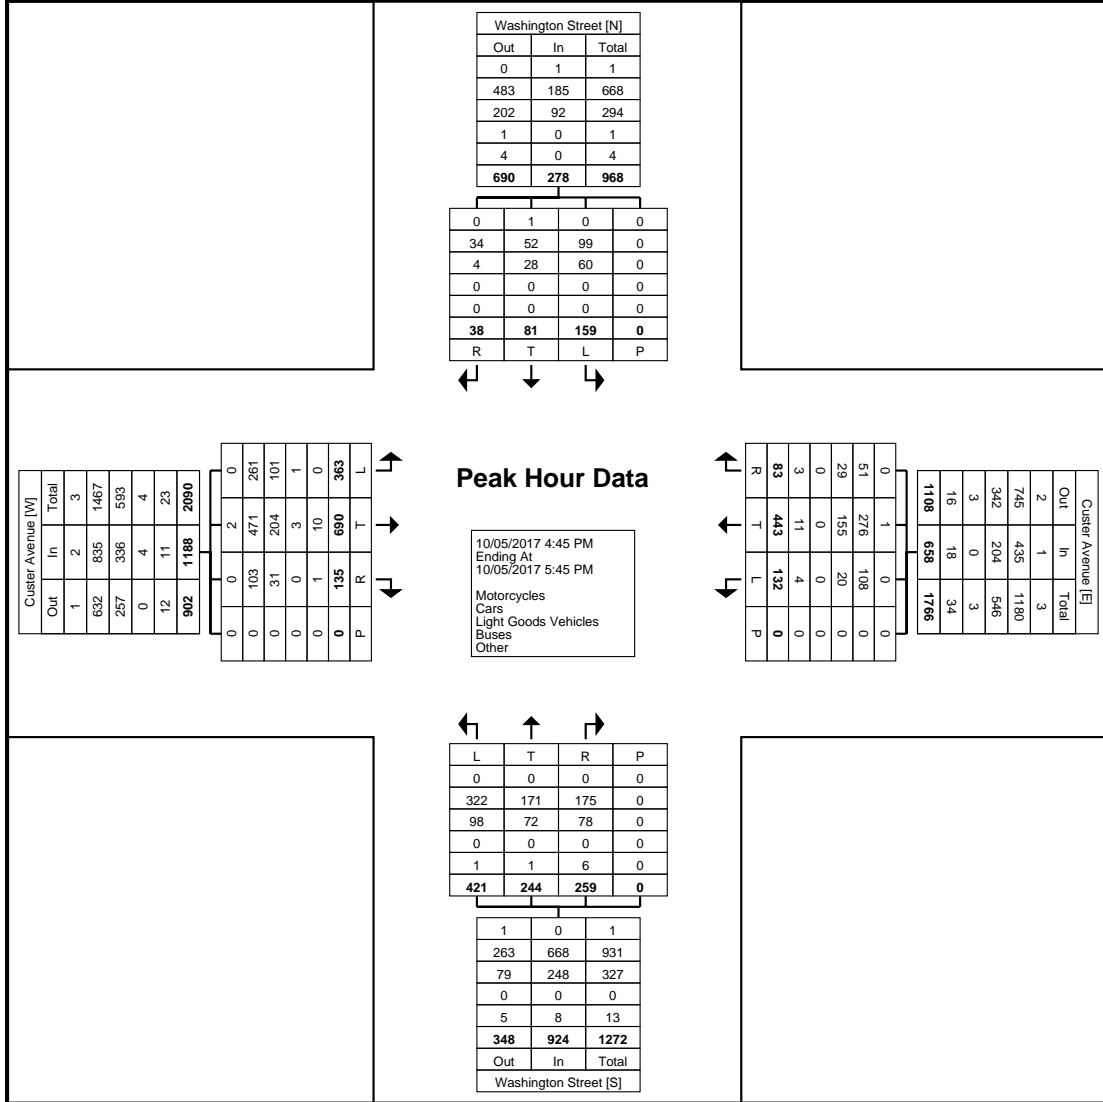 Washington Street [N]
Out In Total
0 1 1
483 185 668
202 92 294
1 0 1
4 0 4
690 278 968
0 1 0 0
34 52 99 0
4 28 60 0
0 0 0 0
0 0 0 0
38 81 159 0
R T L P
Custer Avenue [W]
Total In Out
3 2 1
1467 835 632
593 336 257
4 4 0
23 11 12
2090 1188 902
0 2 0 0
261 471 103 0
101 204 31 0
1 3 0 0
0 10 1 0
363 690 135 0
L T R P
Peak Hour Data
10/05/2017 4:45 PM
Ending At
10/05/2017 5:45 PM
Motorcycles
Cars
Light Goods Vehicles
Buses
Other
R T L P
83 443 132 0
3 11 4 0
0 0 0 0
29 155 20 0
51 276 108 0
0 1 0 0
Custer Avenue [E]
Out In Total
2 1 3
745 435 1180
342 204 546
3 0 3
16 18 34
1108 658 1766
L T R P
0 0 0 0
322 171 175 0
98 72 78 0
0 0 0 0
1 1 6 0
421 244 259 0
1 0 1
263 668 931
79 248 327
0 0 0
5 8 13
348 924 1272
Out In Total
Washington Street [S]